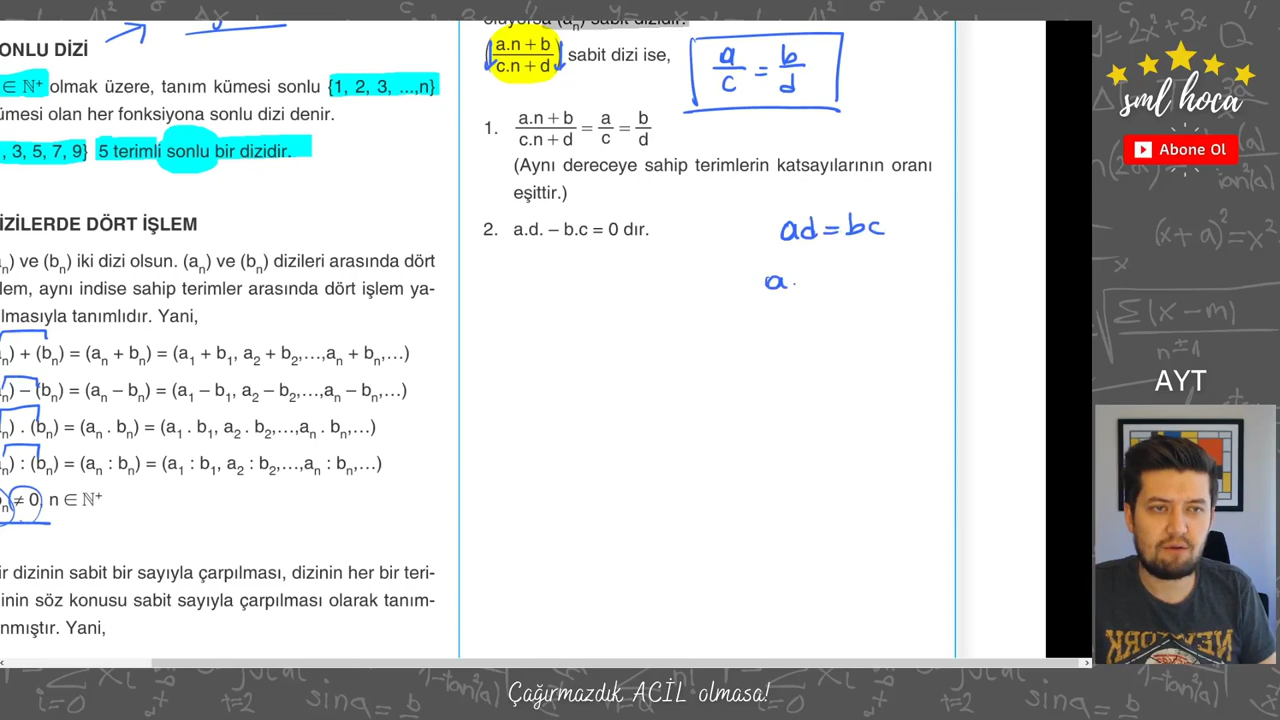 ONLU DİZİ
∈ ℕ⁺ olmak üzere, tanım kümesi sonlu {1, 2, 3, ...,n}
ümesi olan her fonksiyona sonlu dizi denir.
, 3, 5, 7, 9} 5 terimli sonlu bir dizidir.
İZİLERDE DÖRT İŞLEM
ₙ) ve (bₙ) iki dizi olsun. (aₙ) ve (bₙ) dizileri arasında dört
lem, aynı indise sahip terimler arasında dört işlem ya-
lmasıyla tanımlıdır. Yani,
ₙ) + (bₙ) = (aₙ + bₙ) = (a₁ + b₁, a₂ + b₂,…,aₙ + bₙ,…)
ₙ) – (bₙ) = (aₙ – bₙ) = (a₁ – b₁, a₂ – b₂,…,aₙ – bₙ,…)
ₙ) . (bₙ) = (aₙ . bₙ) = (a₁ . b₁, a₂ . b₂,…,aₙ . bₙ,…)
ₙ) : (bₙ) = (aₙ : bₙ) = (a₁ : b₁, a₂ : b₂,…,aₙ : bₙ,…)
ₙ ≠ 0, n ∈ ℕ⁺
ir dizinin sabit bir sayıyla çarpılması, dizinin her bir teri-
inin söz konusu sabit sayıyla çarpılması olarak tanım-
nmıştır. Yani,
oluyorsa (aₙ) sabit dizidir.
(a.n + b / c.n + d) sabit dizi ise, a/c = b/d
1. a.n + b / c.n + d = a/c = b/d
(Aynı dereceye sahip terimlerin katsayılarının oranı
eşittir.)
2. a.d. – b.c = 0 dır. ad = bc
a.
sml hoca
Abone Ol
AYT
Çağırmazdık ACİL olmasa!